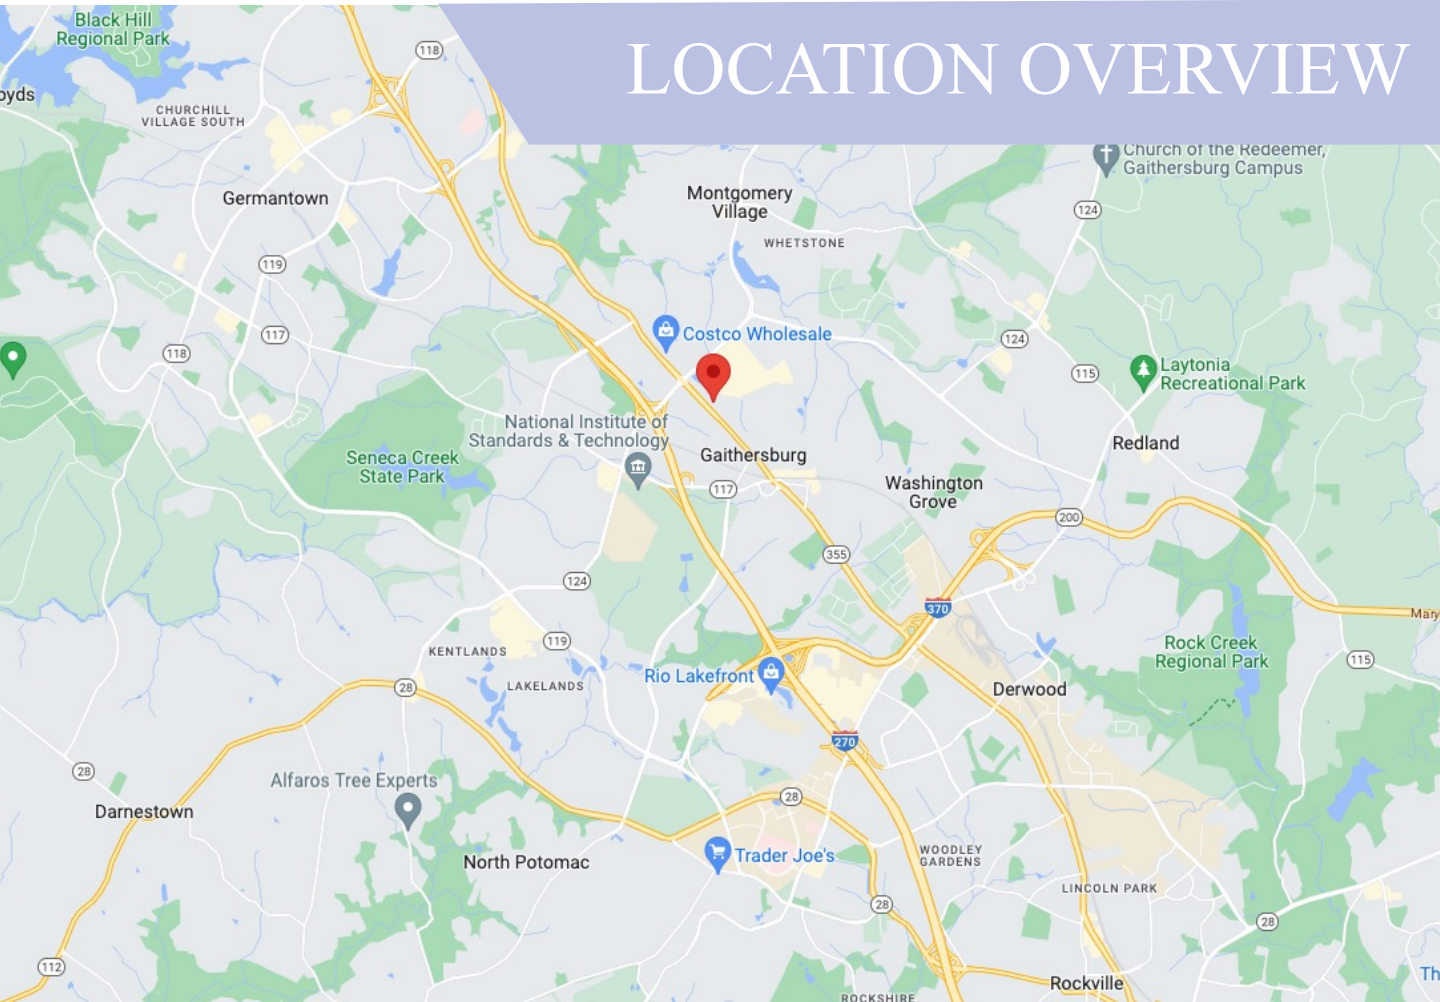 LOCATION OVERVIEW
Black Hill
Regional Park
118
oyds
CHURCHILL
VILLAGE SOUTH
Church of the Redeemer,
Gaithersburg Campus
Germantown
Montgomery
Village
124
WHETSTONE
119
117
118
Costco Wholesale
124
115
Laytonia
Recreational Park
National Institute of
Standards & Technology
Gaithersburg
Redland
Seneca Creek
State Park
117
Washington
Grove
200
355
124
370
Mary
119
KENTLANDS
Rock Creek
Regional Park
115
Rio Lakefront
28
LAKELANDS
Derwood
270
28
Alfaros Tree Experts
28
Darnestown
Trader Joe's
WOODLEY
GARDENS
North Potomac
LINCOLN PARK
28
28
112
Th
Rockville
ROCKSHIRE